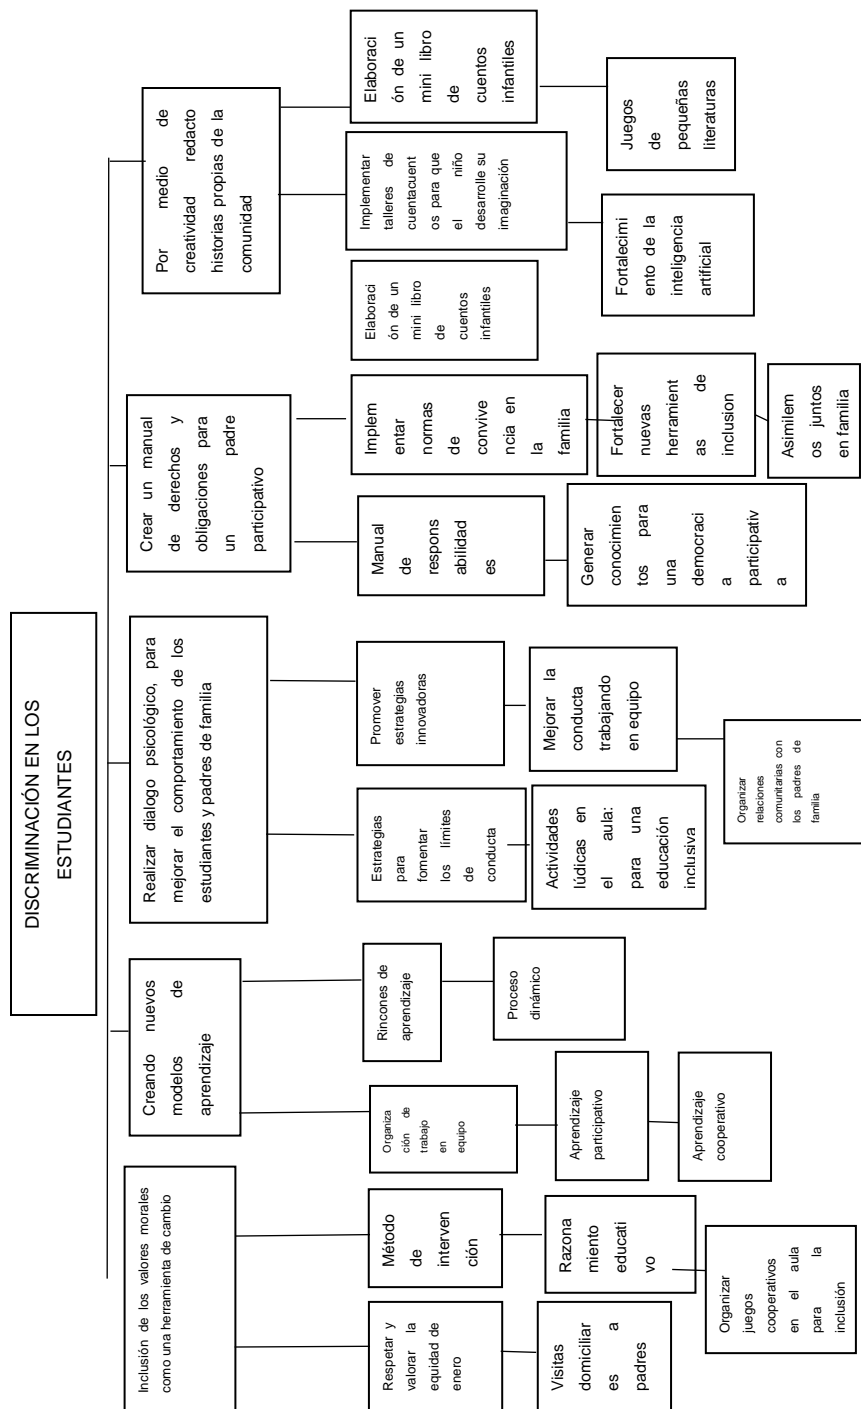 DISCRIMINACIÓN EN LOS
ESTUDIANTES
Inclusión de los valores morales
como una herramienta de cambio
Creando nuevos
modelos de
aprendizaje
Realizar dialogo psicológico, para
mejorar el comportamiento de los
estudiantes y padres de familia
Crear un manual
de derechos y
obligaciones para
un padre
participativo
Por medio de
creatividad redacto
historias propias de la
comunidad
Respetar y
valorar la
equidad de
enero
Método
de
interven
ción
Organiza
ción de
trabajo
en
equipo
Rincones de
aprendizaje
Estrategias
para
fomentar
los límites
de
conducta
Promover
estrategias
innovadoras
Manual
de
respons
abilidad
es
Implem
entar
normas
de
convive
ncia en
la
familia
Elaboraci
ón de un
mini libro
de
cuentos
infantiles
Implementar
talleres de
cuentacuent
os para que
el niño
desarrolle su
imaginación
Elaboraci
ón de un
mini libro
de
cuentos
infantiles
Visitas
domiciliar
es a
padres
Razona
miento
educati
vo
Aprendizaje
participativo
Proceso
dinámico
Actividades
lúdicas en
el aula:
para una
educación
inclusiva
Mejorar la
conducta
trabajando
en equipo
Generar
conocimien
tos para
una
democraci
a
participativ
a
Fortalecer
nuevas
herramient
as de
inclusion
Fortalecimi
ento de la
inteligencia
artificial
Juegos
de
pequeñas
literaturas
Organizar
juegos
cooperativos
en el aula
para la
inclusión
Aprendizaje
cooperativo
Organizar
relaciones
comunitarías con
los padres de
familia
Asimilem
os juntos
en familia